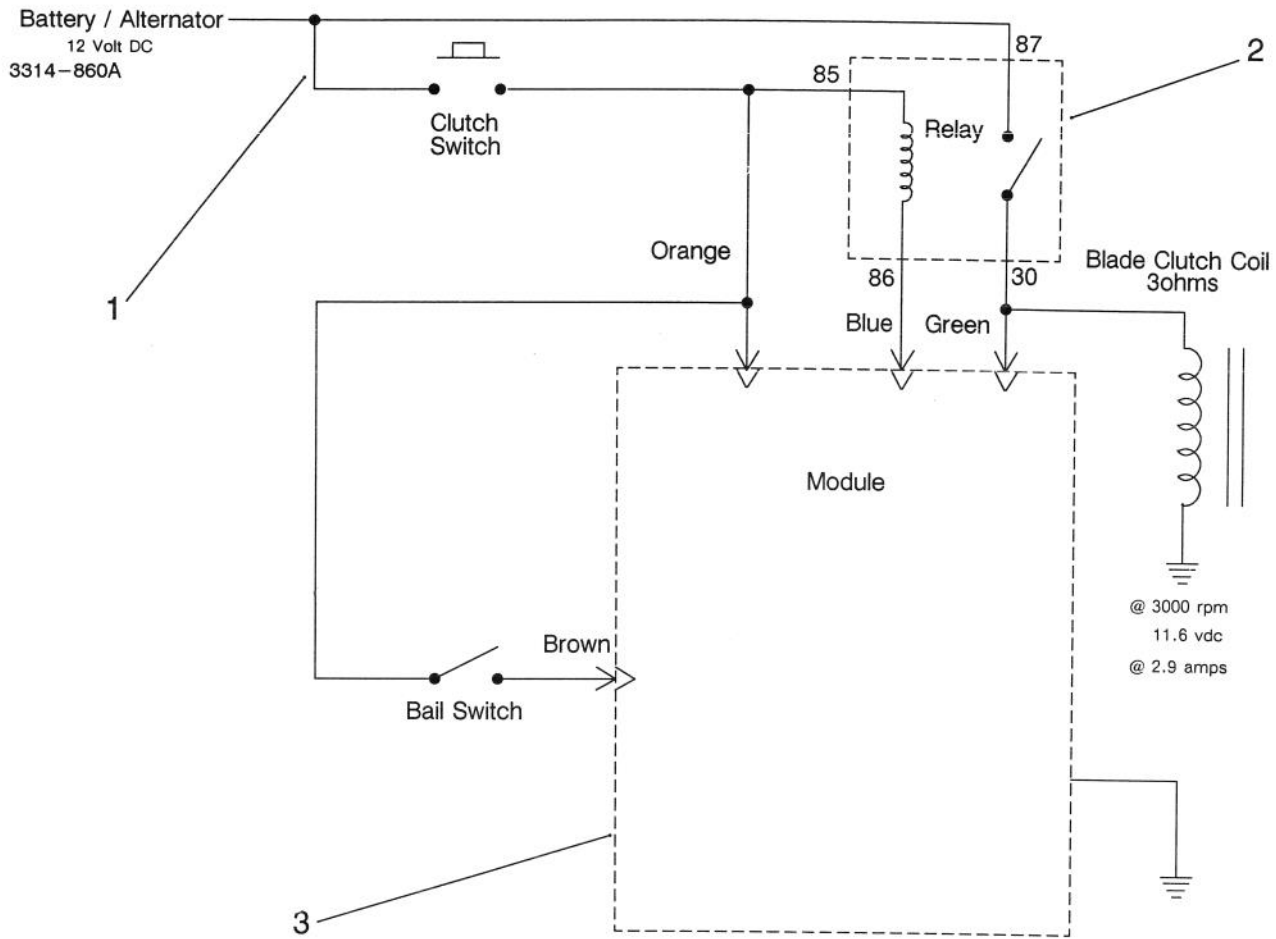 Battery / Alternator
12 Volt DC
3314-860A
87
2
85
Clutch
Switch
Relay
Orange
1
86
30
Blade Clutch Coil
3ohms
Blue
Green
Module
@ 3000 rpm
11.6 vdc
@ 2.9 amps
Brown
Bail Switch
3